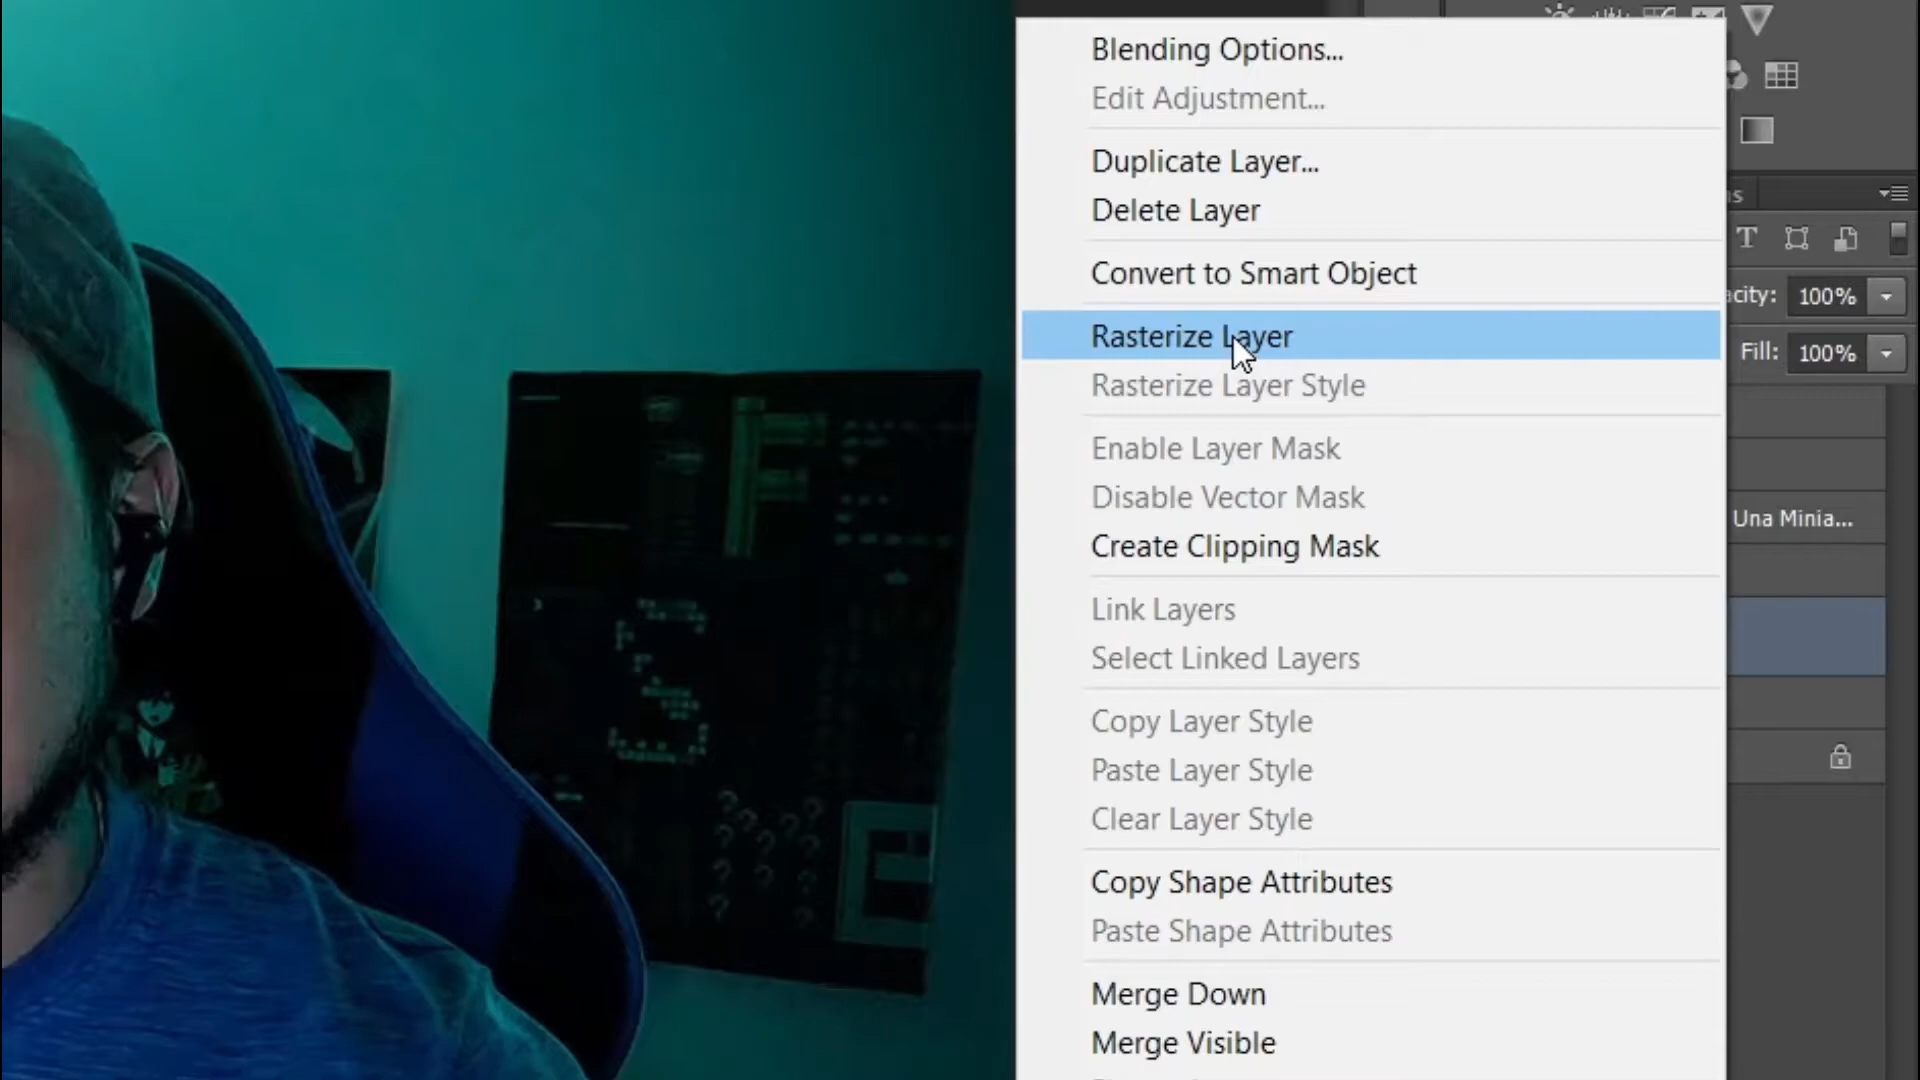 Blending Options...
Edit Adjustment...
Duplicate Layer...
Delete Layer
Convert to Smart Object
Rasterize Layer
Rasterize Layer Style
Enable Layer Mask
Disable Vector Mask
Create Clipping Mask
Link Layers
Select Linked Layers
Copy Layer Style
Paste Layer Style
Clear Layer Style
Copy Shape Attributes
Paste Shape Attributes
Merge Down
Merge Visible
T
100%
Fill: 100%
Una Minia...